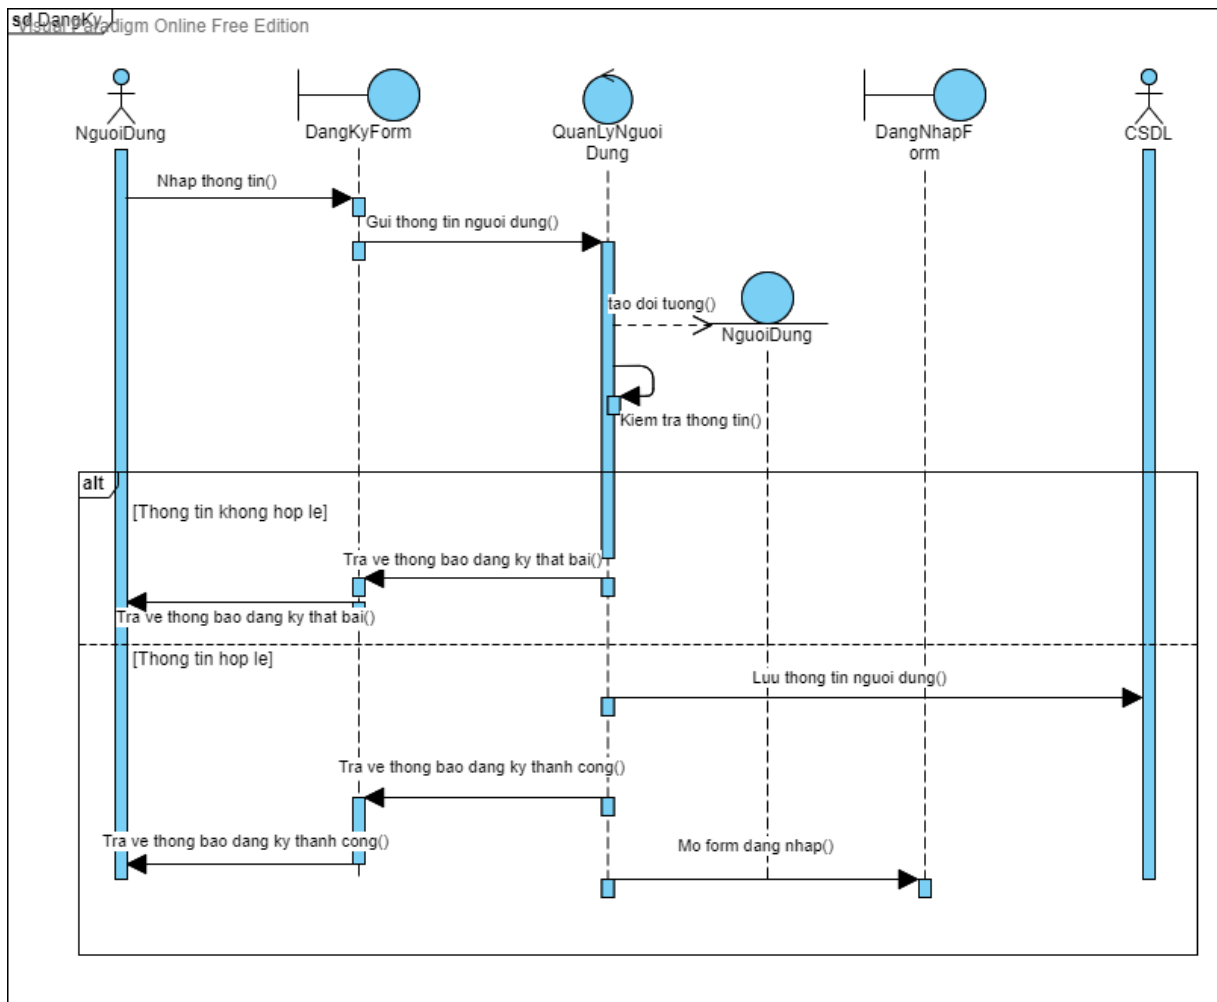 sd DangKy
Visual Paradigm Online Free Edition
NguoiDung
DangKyForm
QuanLyNguoi
Dung
DangNhapF
orm
CSDL
Nhap thong tin()
Gui thong tin nguoi dung()
tao doi tuong()
NguoiDung
Kiem tra thong tin()
alt
[Thong tin khong hop le]
Tra ve thong bao dang ky that bai()
Tra ve thong bao dang ky that bai()
[Thong tin hop le]
Luu thong tin nguoi dung()
Tra ve thong bao dang ky thanh cong()
Tra ve thong bao dang ky thanh cong()
Mo form dang nhap()